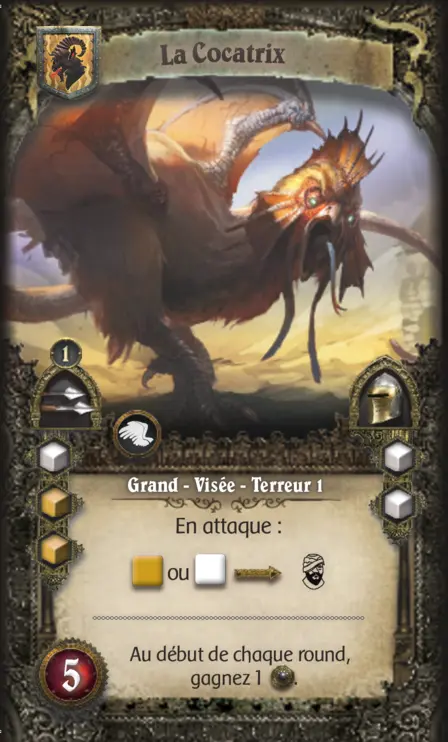 La Cocatrix
1
Grand - Visée - Terreur 1
En attaque :
ou
5
Au début de chaque round,
gagnez 1 .